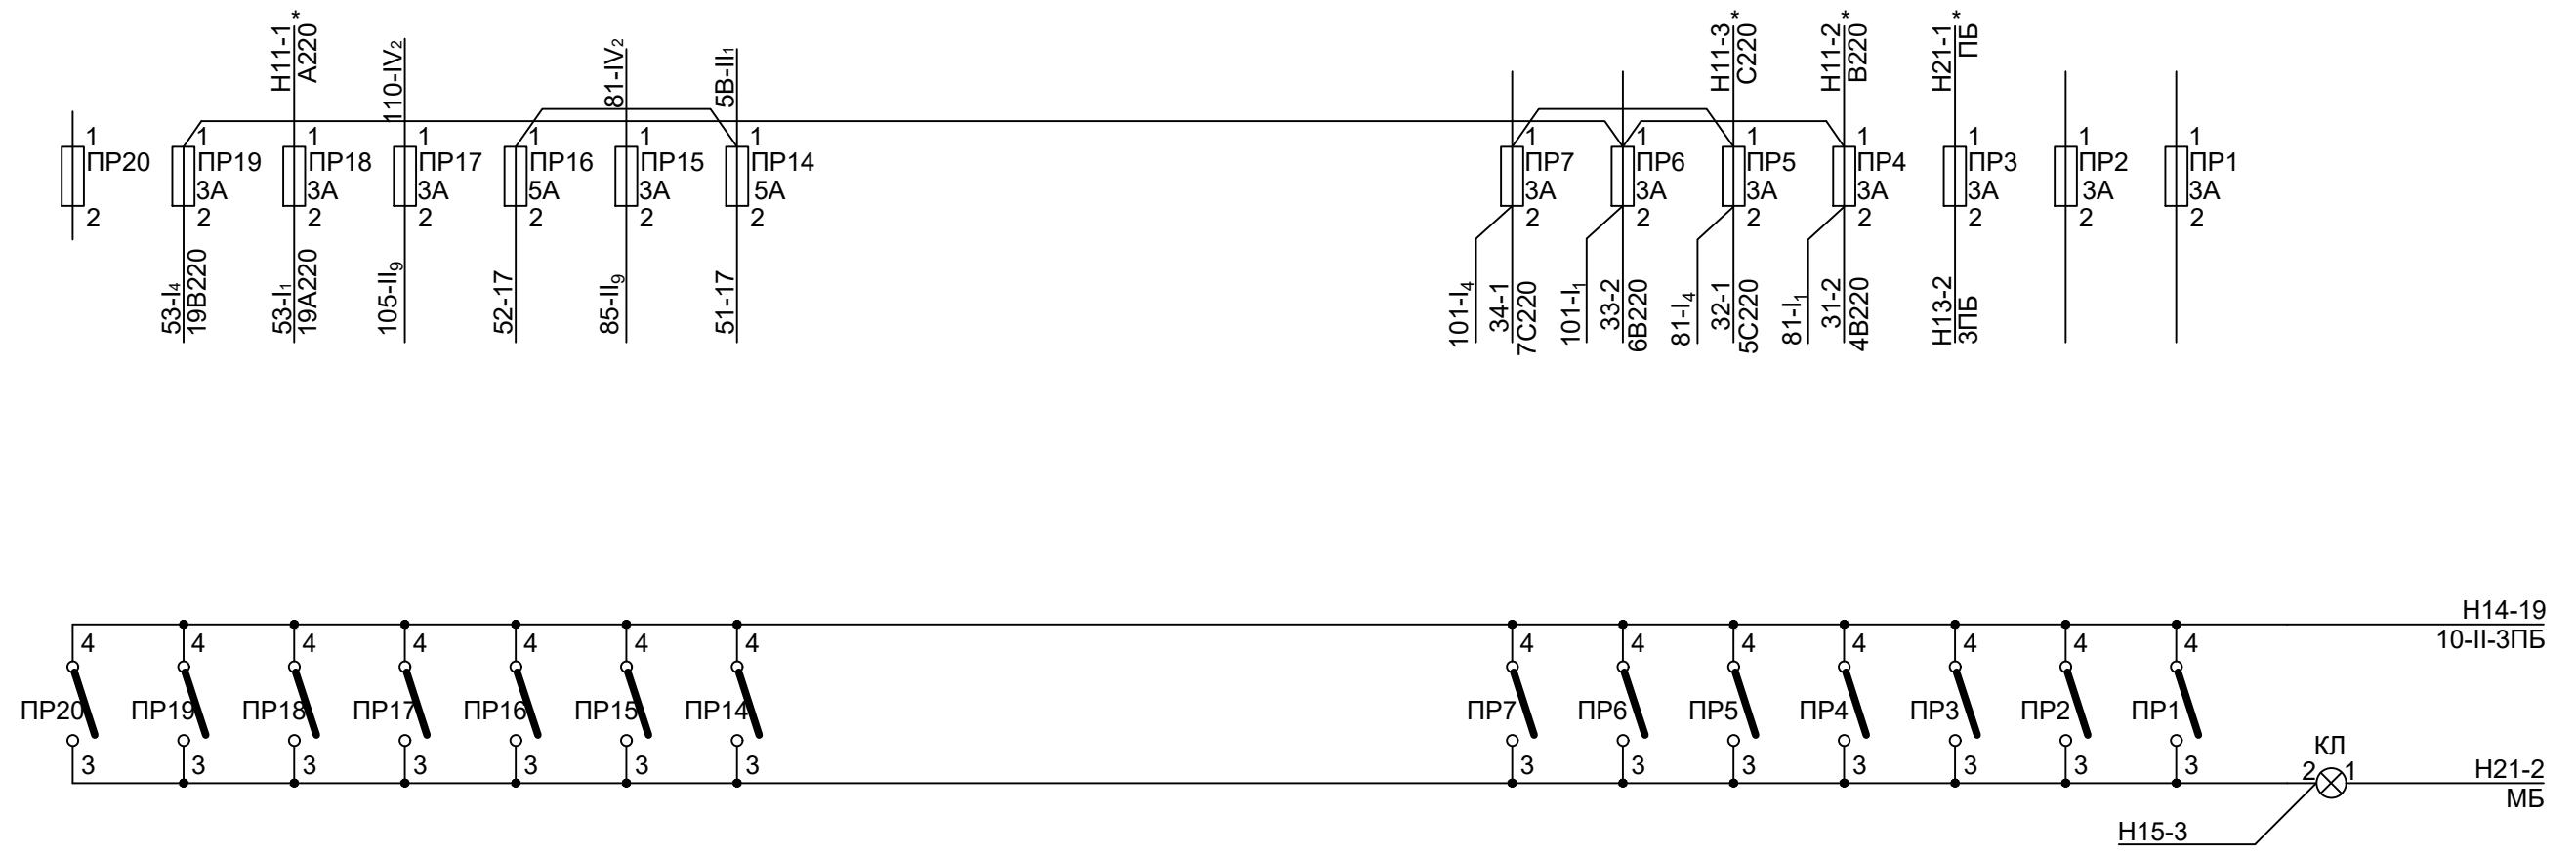 Н11-1 *
А220
110-IV₂
81-IV₂
5В-II₁
Н11-3 *
С220
Н11-2 *
В220
Н21-1 *
ПБ
1 1 1 1 1 1 1 1 1 1 1 1 1 1
ПР20 ПР19 ПР18 ПР17 ПР16 ПР15 ПР14 ПР7 ПР6 ПР5 ПР4 ПР3 ПР2 ПР1
3А 3А 3А 5А 3А 5А 3А 3А 3А 3А 3А 3А 3А
2 2 2 2 2 2 2 2 2 2 2 2 2 2
53-I₄
19В220
53-I₁
19А220
105-II₉
52-17
85-II₉
51-17
101-I₄
34-1
7С220
101-I₁
33-2
6В220
81-I₄
32-1
5С220
81-I₁
31-2
4В220
Н13-2
3ПБ
Н14-19
10-II-3ПБ
4 4 4 4 4 4 4 4 4 4 4 4 4 4
ПР20 ПР19 ПР18 ПР17 ПР16 ПР15 ПР14 ПР7 ПР6 ПР5 ПР4 ПР3 ПР2 ПР1
3 3 3 3 3 3 3 3 3 3 3 3 3 3
КЛ
2 1
Н21-2
МБ
Н15-3